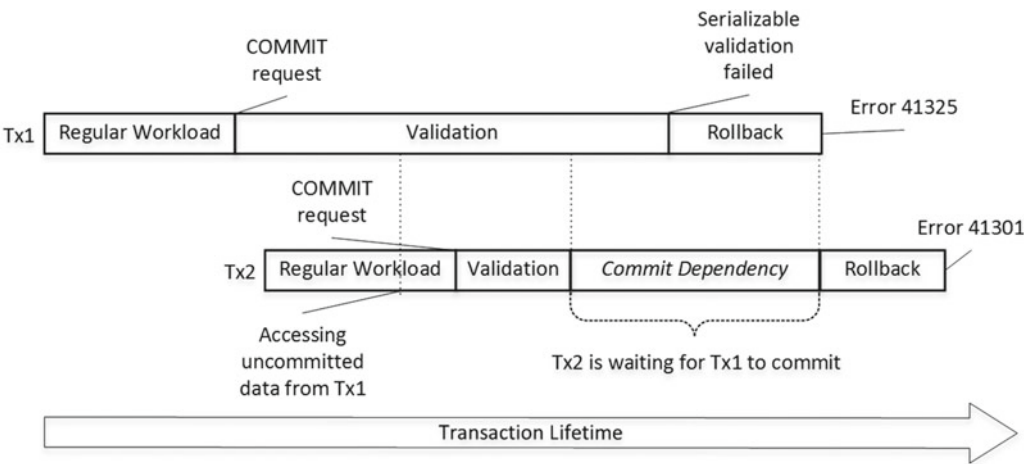 Serializable
validation
failed
COMMIT
request
Error 41325
Tx1
Regular Workload
Validation
Rollback
COMMIT
request
Error 41301
Tx2
Regular Workload
Validation
Commit Dependency
Rollback
Accessing
uncommitted
data from Tx1
Tx2 is waiting for Tx1 to commit
Transaction Lifetime